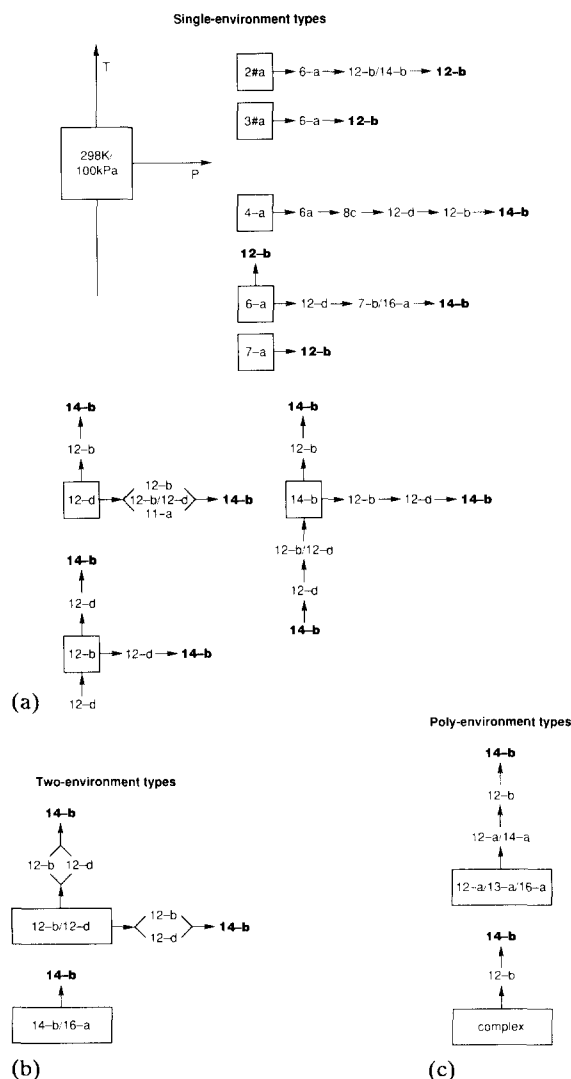 Single-environment types
T
298K/
100kPa
P
2#a 6-a 12-b/14-b 12-b
3#a 6-a 12-b
4-a 6a 8c 12-d 12-b 14-b
12-b
6-a 12-d 7-b/16-a 14-b
7-a 12-b
14-b
12-b
12-b
12-d 12-b/12-d 14-b
11-a
14-b
12-d
12-b 12-d 14-b
12-d
14-b
12-b
14-b 12-b 12-d 14-b
12-b/12-d
12-d
14-b
(a)
Two-environment types
14-b
12-b 12-d
12-b
12-b/12-d 14-b
12-d
14-b
14-b/16-a
(b)
Poly-environment types
14-b
12-b
12-a/14-a
12-a/13-a/16-a
14-b
12-b
complex
(c)